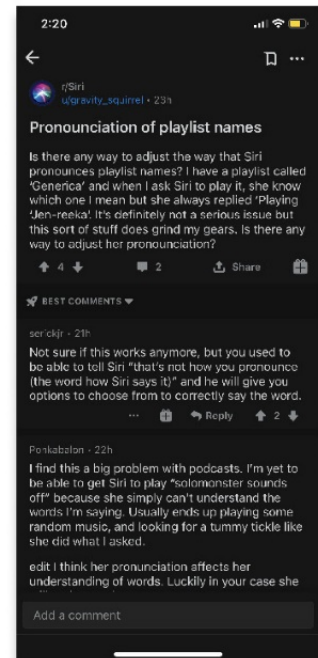 2:20
r/Siri
u/gravity_squirrel • 23h
Pronounciation of playlist names
Is there any way to adjust the way that Siri
pronounces playlist names? I have a playlist called
‘Generica’ and when I ask Siri to play it, she know
which one I mean but she always replied ‘Playing
‘Jen-reeka’. It’s definitely not a serious issue but
this sort of stuff does grind my gears. Is there any
way to adjust her pronounciation?
4
2
Share
BEST COMMENTS
ser1ckjr • 21h
Not sure if this works anymore, but you used to
be able to tell Siri “that’s not how you pronounce
(the word how Siri says it)” and he will give you
options to choose from to correctly say the word.
Reply
2
Ponkabalon • 22h
I find this a big problem with podcasts. I’m yet to
be able to get Siri to play “solomonster sounds
off” because she simply can’t understand the
words I’m saying. Usually ends up playing some
random music, and looking for a tummy tickle like
she did what I asked.
edit I think her pronunciation affects her
understanding of words. Luckily in your case she
Add a comment